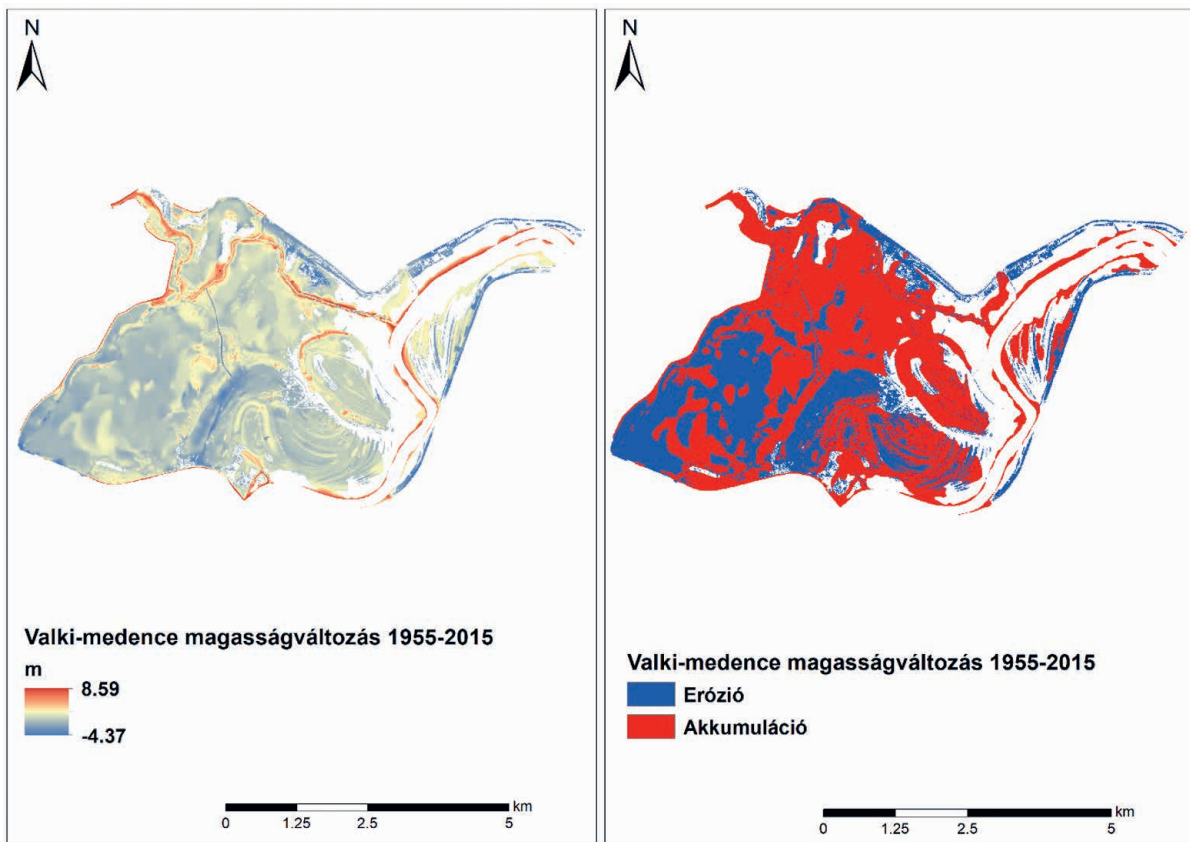 N
Valki-medence magasságváltozás 1955-2015
m
8.59
-4.37
km
0 1.25 2.5 5
N
Valki-medence magasságváltozás 1955-2015
Erózió
Akkumuláció
km
0 1.25 2.5 5